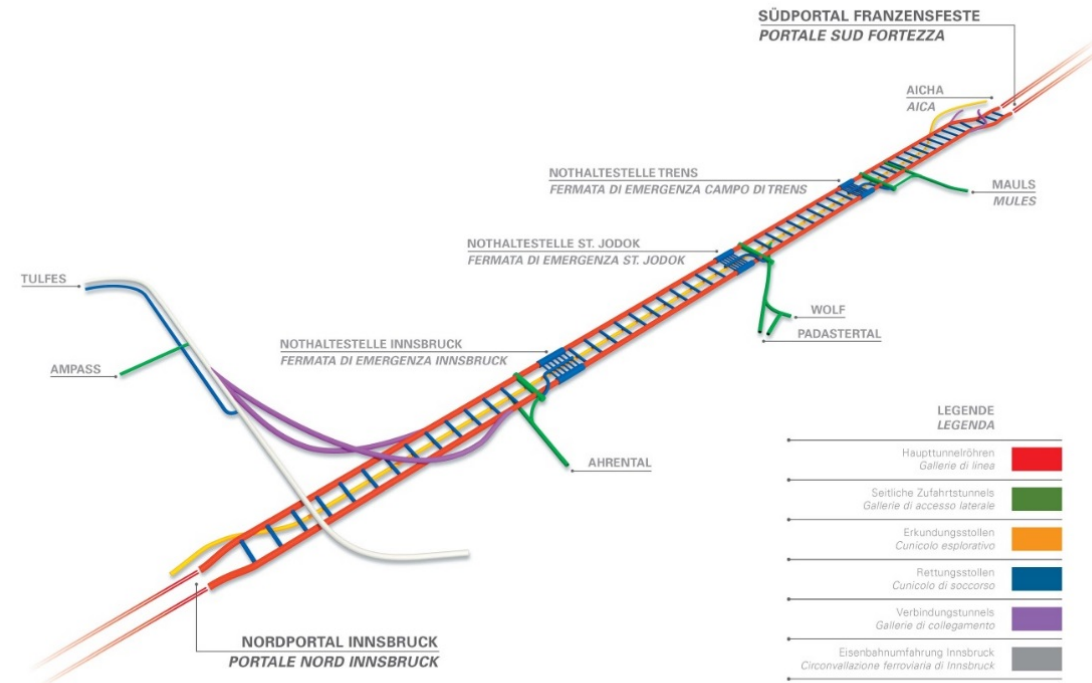 SÜDPORTAL FRANZENSFESTE
PORTALE SUD FORTEZZA
AICHA
AICA
NOTHALTESTELLE TRENS
FERMATA DI EMERGENZA CAMPO DI TRENS
MAULS
MULES
NOTHALTESTELLE ST. JODOK
FERMATA DI EMERGENZA ST. JODOK
TULFES
WOLF
PADASTERTAL
NOTHALTESTELLE INNSBRUCK
FERMATA DI EMERGENZA INNSBRUCK
AMPASS
AHRENTAL
NORDPORTAL INNSBRUCK
PORTALE NORD INNSBRUCK
LEGENDE
LEGENDA
Haupttunnelröhren
Gallerie di linea
Seitliche Zufahrtstunnels
Gallerie di accesso laterale
Erkundungsstollen
Cunicolo esplorativo
Rettungsstollen
Cunicolo di soccorso
Verbindungstunnels
Gallerie di collegamento
Eisenbahnumfahrung Innsbruck
Circonvallazione ferroviaria di Innsbruck